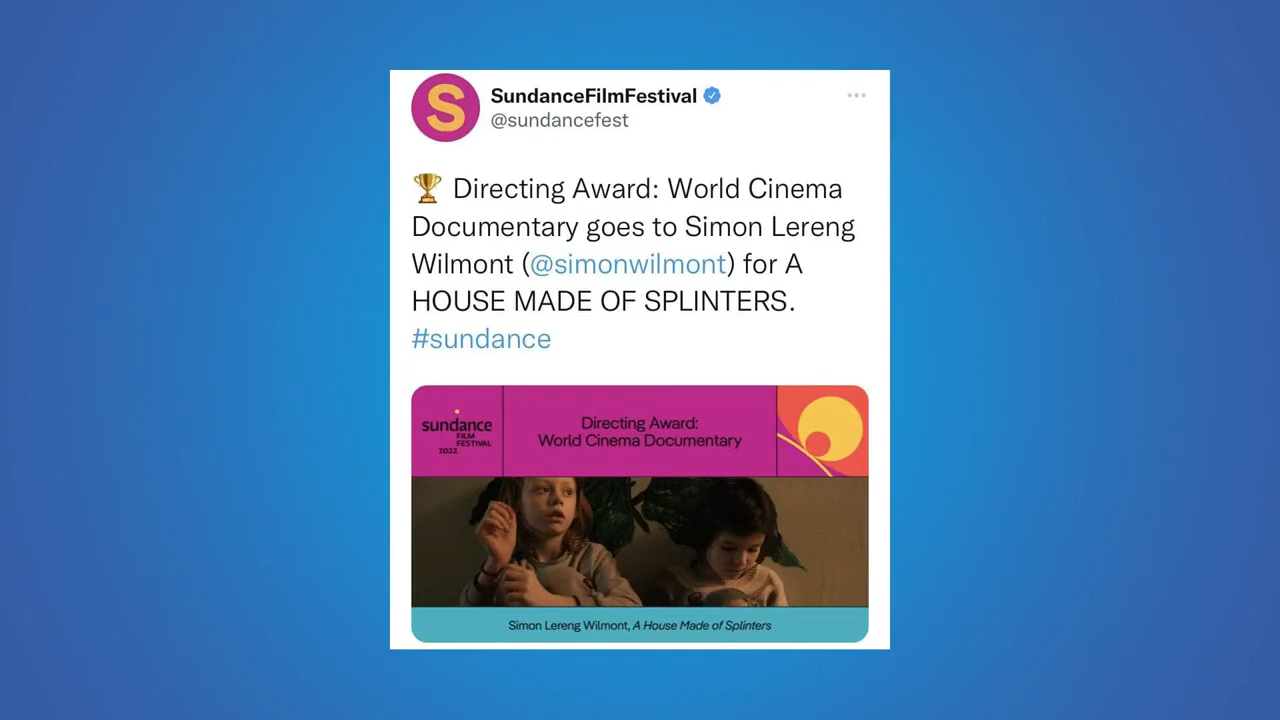 S
SundanceFilmFestival
@sundancefest
🏆 Directing Award: World Cinema
Documentary goes to Simon Lereng
Wilmont (@simonwilmont) for A
HOUSE MADE OF SPLINTERS.
#sundance
sundance
FILM
FESTIVAL
2022
Directing Award:
World Cinema Documentary
Simon Lereng Wilmont, A House Made of Splinters